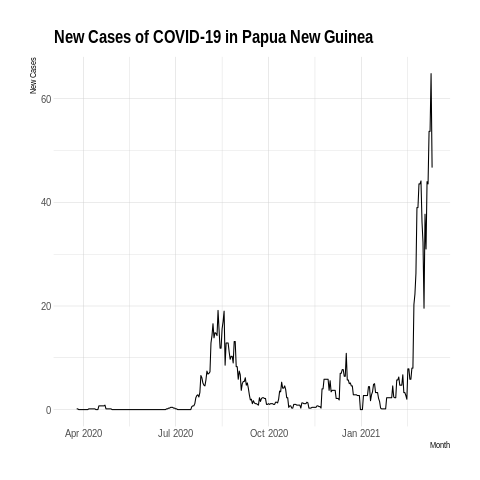 New Cases of COVID-19 in Papua New Guinea
New Cases
60
40
20
0
Apr 2020 Jul 2020 Oct 2020 Jan 2021
Month